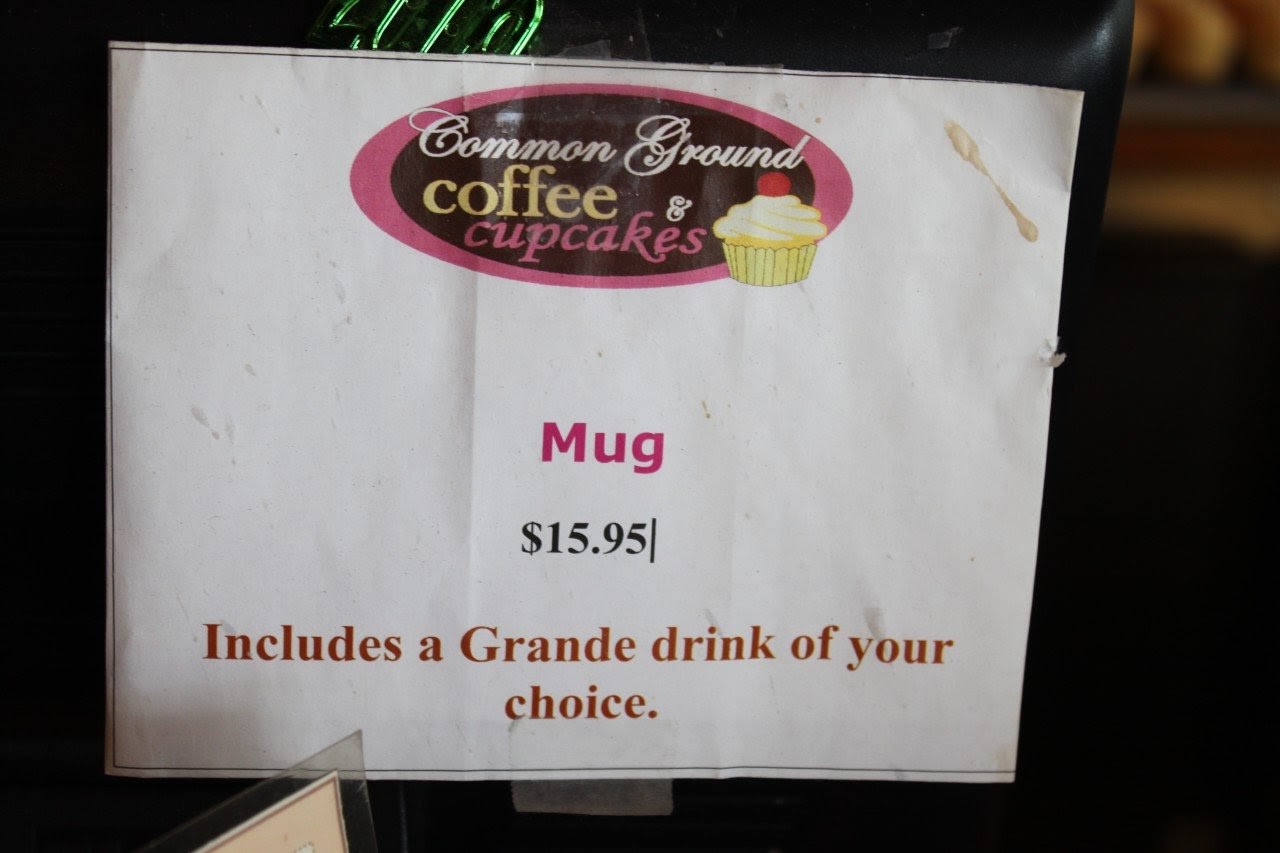 Common Ground
coffee &
cupcakes
Mug
$15.95|
Includes a Grande drink of your
choice.